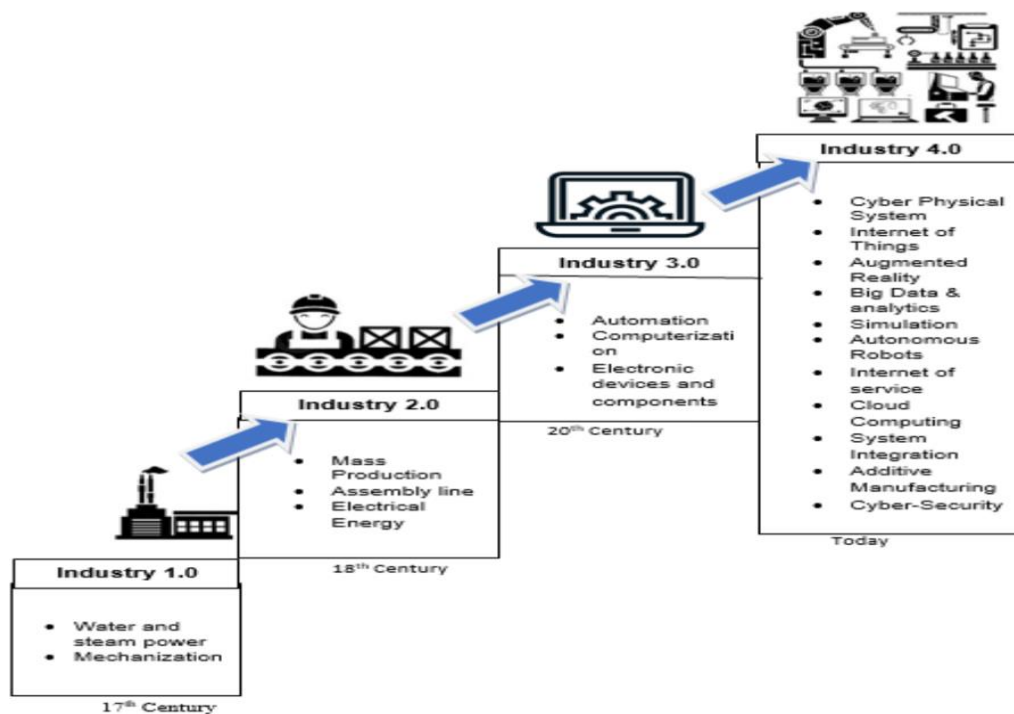 Industry 4.0
• Cyber Physical
System
• Internet of
Things
• Augmented
Reality
• Big Data &
analytics
• Simulation
• Autonomous
Robots
• Internet of
service
• Cloud
Computing
• System
Integration
• Additive
Manufacturing
• Cyber-Security
Today
Industry 3.0
• Automation
• Computerizati
on
• Electronic
devices and
components
20th Century
Industry 2.0
• Mass
Production
• Assembly line
• Electrical
Energy
18th Century
Industry 1.0
• Water and
steam power
• Mechanization
17th Century